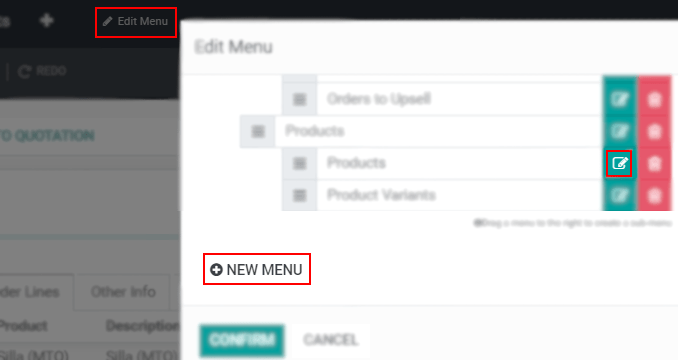 Edit Menu
REDO
TO QUOTATION
Edit Menu
Orders to Upsell
Products
Products
Product Variants
Drag a menu to the right to create a sub-menu
NEW MENU
der Lines Other Info
Product Description
Silla (MTO) Silla (MTO)
CONFIRM CANCEL